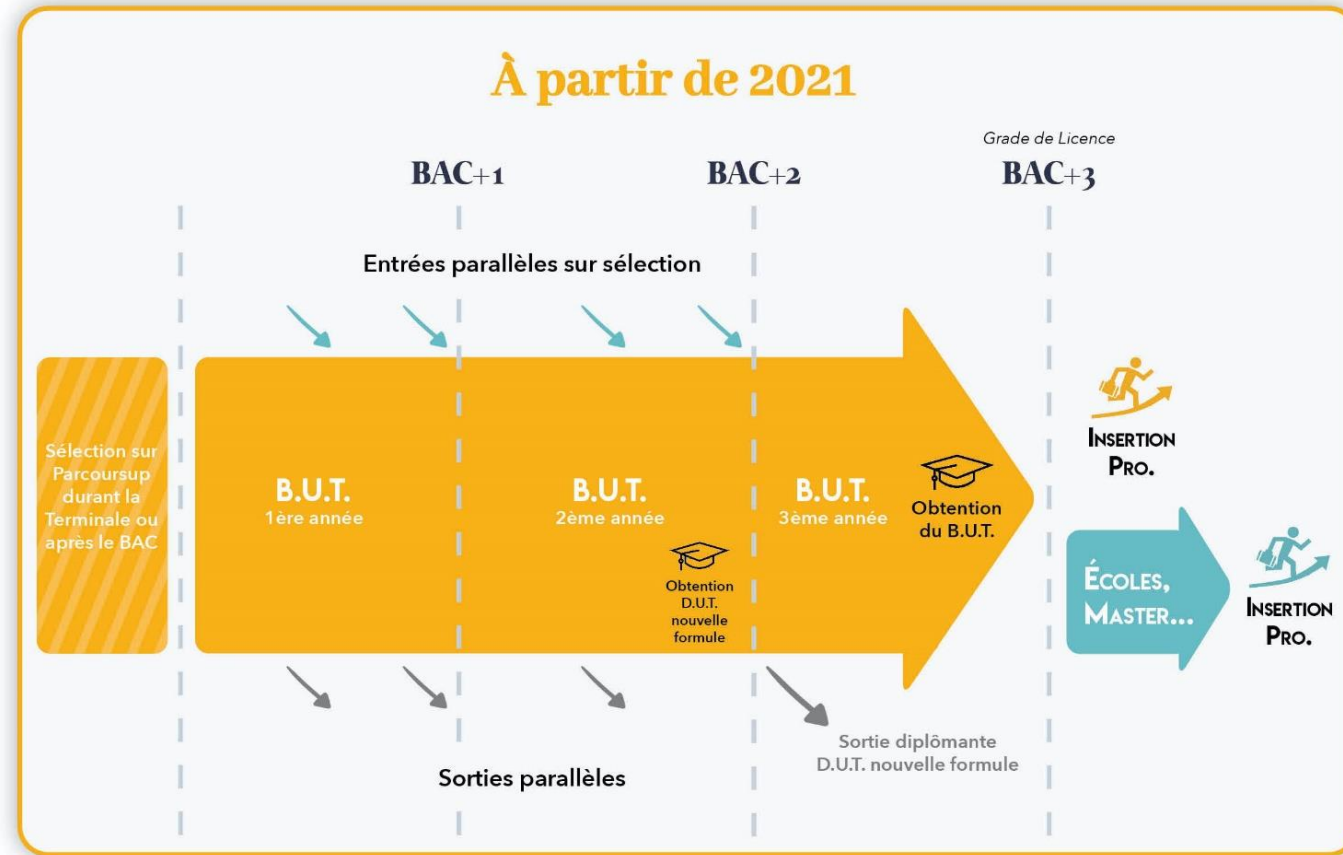 À partir de 2021
Grade de Licence
BAC+1
BAC+2
BAC+3
Entrées parallèles sur sélection
Sélection sur
Parcoursup
durant la
Terminale ou
après le BAC
B.U.T.
1ère année
B.U.T.
2ème année
Obtention
D.U.T.
nouvelle
formule
B.U.T.
3ème année
Obtention
du B.U.T.
INSERTION
PRO.
ÉCOLES,
MASTER...
INSERTION
PRO.
Sortie diplômante
D.U.T. nouvelle formule
Sorties parallèles